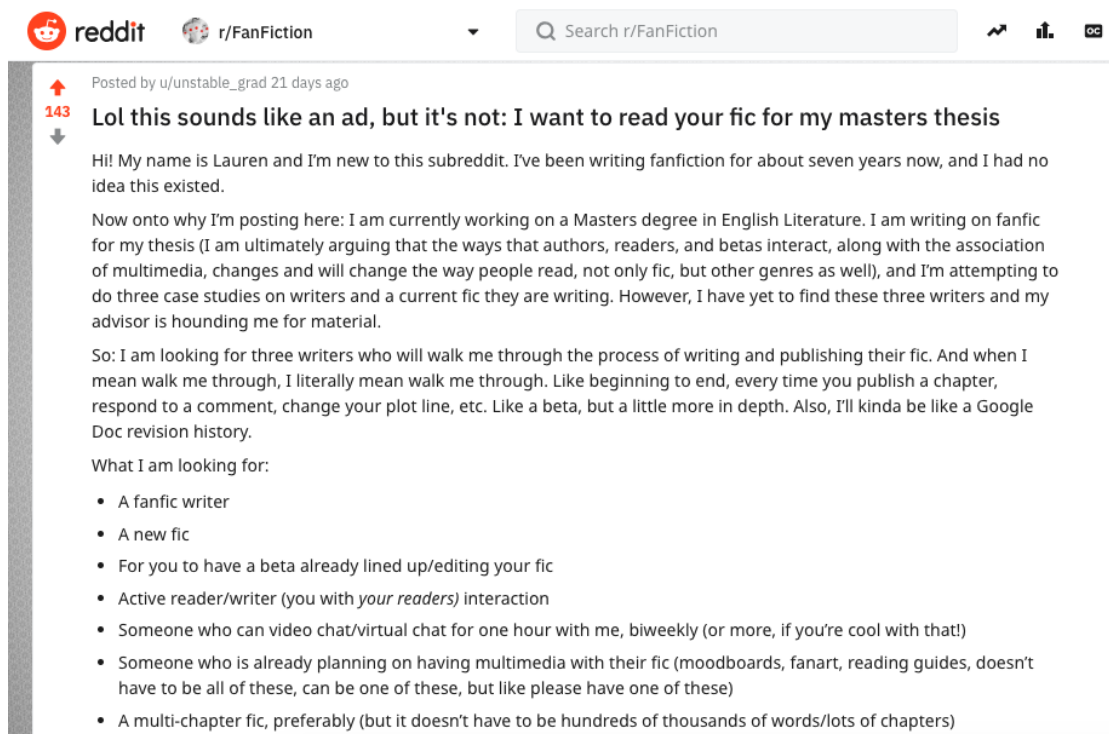 reddit r/FanFiction Search r/FanFiction OC
Posted by u/unstable_grad 21 days ago
143
Lol this sounds like an ad, but it's not: I want to read your fic for my masters thesis
Hi! My name is Lauren and I'm new to this subreddit. I've been writing fanfiction for about seven years now, and I had no
idea this existed.
Now onto why I'm posting here: I am currently working on a Masters degree in English Literature. I am writing on fanfic
for my thesis (I am ultimately arguing that the ways that authors, readers, and betas interact, along with the association
of multimedia, changes and will change the way people read, not only fic, but other genres as well), and I'm attempting to
do three case studies on writers and a current fic they are writing. However, I have yet to find these three writers and my
advisor is hounding me for material.
So: I am looking for three writers who will walk me through the process of writing and publishing their fic. And when I
mean walk me through, I literally mean walk me through. Like beginning to end, every time you publish a chapter,
respond to a comment, change your plot line, etc. Like a beta, but a little more in depth. Also, I'll kinda be like a Google
Doc revision history.
What I am looking for:
• A fanfic writer
• A new fic
• For you to have a beta already lined up/editing your fic
• Active reader/writer (you with your readers) interaction
• Someone who can video chat/virtual chat for one hour with me, biweekly (or more, if you're cool with that!)
• Someone who is already planning on having multimedia with their fic (moodboards, fanart, reading guides, doesn't
have to be all of these, can be one of these, but like please have one of these)
• A multi-chapter fic, preferably (but it doesn't have to be hundreds of thousands of words/lots of chapters)